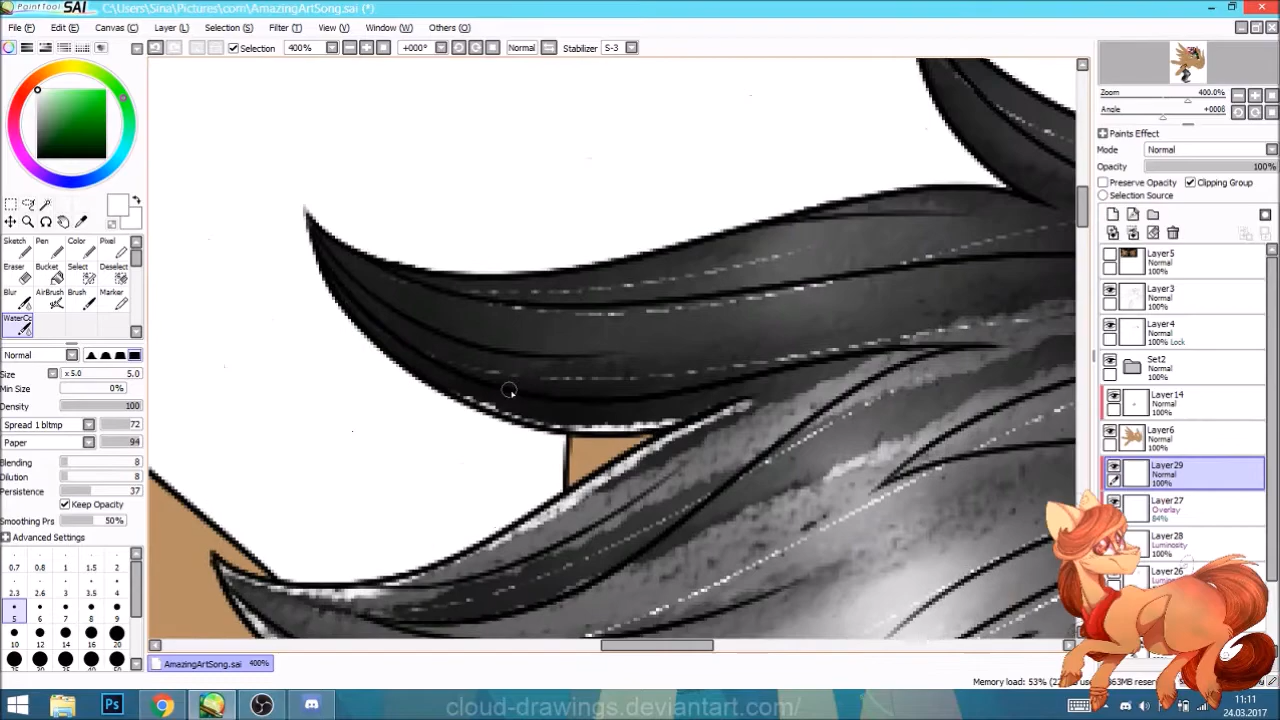 PaintTool SAI C:\Users\Sina\Pictures\com\AmazingArtSong.sai (*)
File (F) Edit (E) Canvas (C) Layer (L) Selection (S) Filter (T) View (V) Window (W) Others (O)
Selection 400% +000° Normal Stabilizer S-3
Zoom 400.0%
Angle +000δ
Paints Effect
Mode Normal
Opacity 100%
Preserve Opacity Clipping Group
Selection Source
Sketch Pen Color Pixel
Eraser Bucket Select Deselect
Blur AirBrush Brush Marker
WaterCo
Normal
Size x 5.0 5.0
Min Size 0%
Density 100
Spread 1 bltmp 72
Paper 94
Blending 8
Dilution 8
Persistence 37
Keep Opacity
Smoothing Prs 50%
Advanced Settings
0.7 0.8 1 1.5 2
2.3 2.6 3 3.5 4
5 6 7 8 9
10 12 14 16 20
Layer5
Normal
100%
Layer3
Normal
100%
Layer4
Normal
100% Lock
Set2
Normal
100%
Layer14
Normal
100%
Layer6
Normal
100%
Layer29
Normal
100%
Layer27
Overlay
84%
Layer28
Luminosity
100%
Layer26
AmazingArtSong.sai 400%
Memory load: 53%
cloud-drawings.deviantart.com/
11:11
24.03.2017